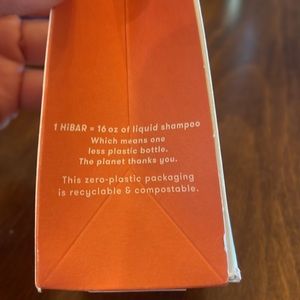 1 HiBAR = 16 oz of liquid shampoo
Which means one
less plastic bottle.
The planet thanks you.
This zero-plastic packaging
is recyclable & compostable.